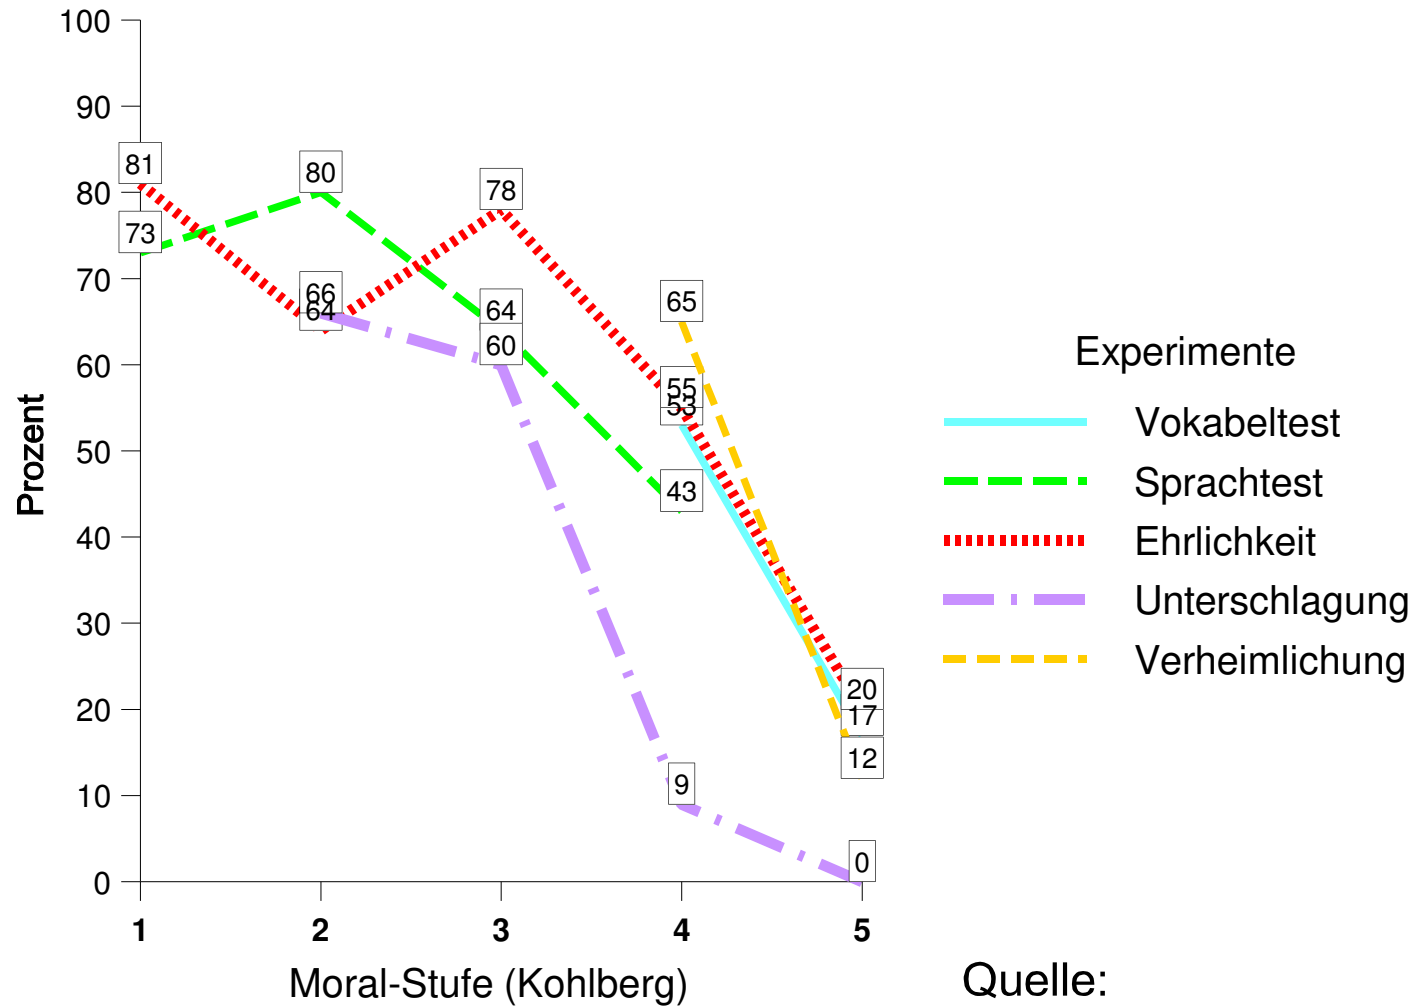 100
90
81
80
80
78
73
70
66
64
64
65
60
60
55
53
50
43
40
30
20
20
17
12
10
9
0
0
Prozent
1 2 3 4 5
Moral-Stufe (Kohlberg)
Experimente
Vokabeltest
Sprachtest
Ehrlichkeit
Unterschlagung
Verheimlichung
Quelle: